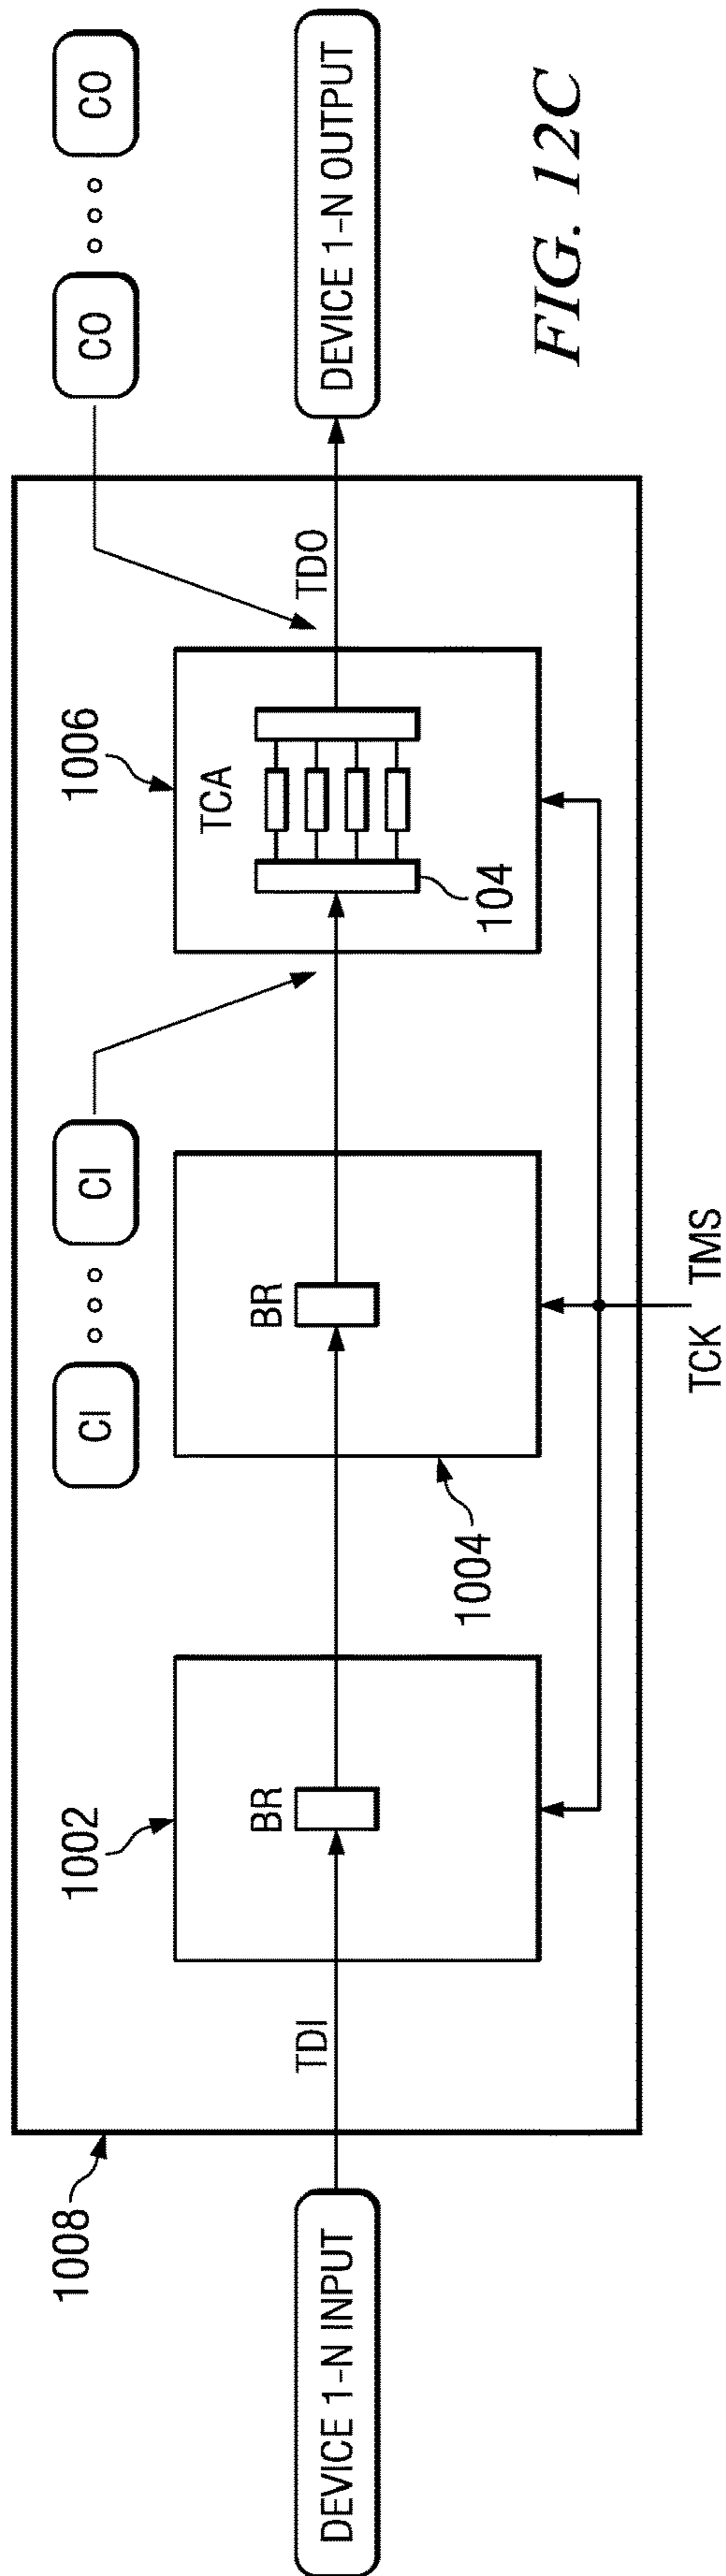 1008
CI
CI
CO
CO
1002
1004
1006
BR
BR
TCA
104
DEVICE 1-N INPUT
TDI
TDO
DEVICE 1-N OUTPUT
TCK TMS
FIG. 12C